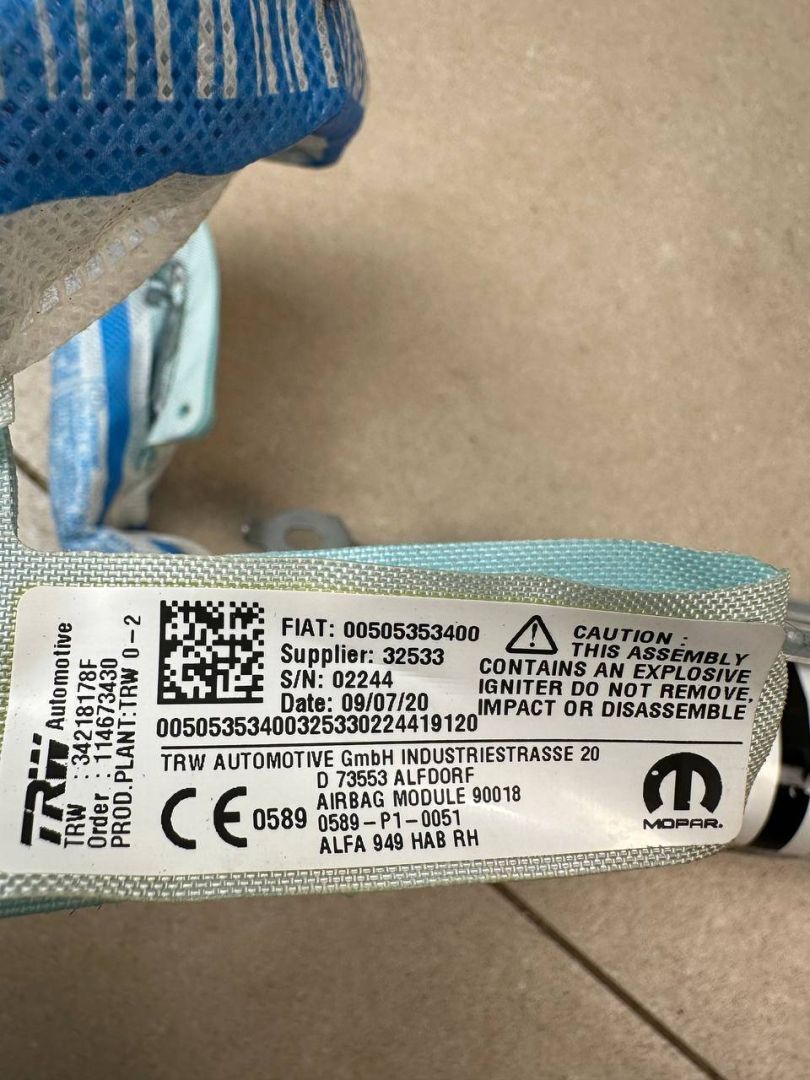 TRW Automotive
TRW : 34218178F
Order : 114673430
PROD.PLANT:TRW 0-2
FIAT: 00505353400
Supplier: 32533
S/N: 02244
Date: 09/07/20
00505353400325330224419120
CAUTION :
THIS ASSEMBLY
CONTAINS AN EXPLOSIVE
IGNITER DO NOT REMOVE,
IMPACT OR DISASSEMBLE
TRW AUTOMOTIVE GmbH INDUSTRIESTRASSE 20
D 73553 ALFDORF
AIRBAG MODULE 90018
CE 0589 0589-P1-0051
ALFA 949 HAB RH
MOPAR.